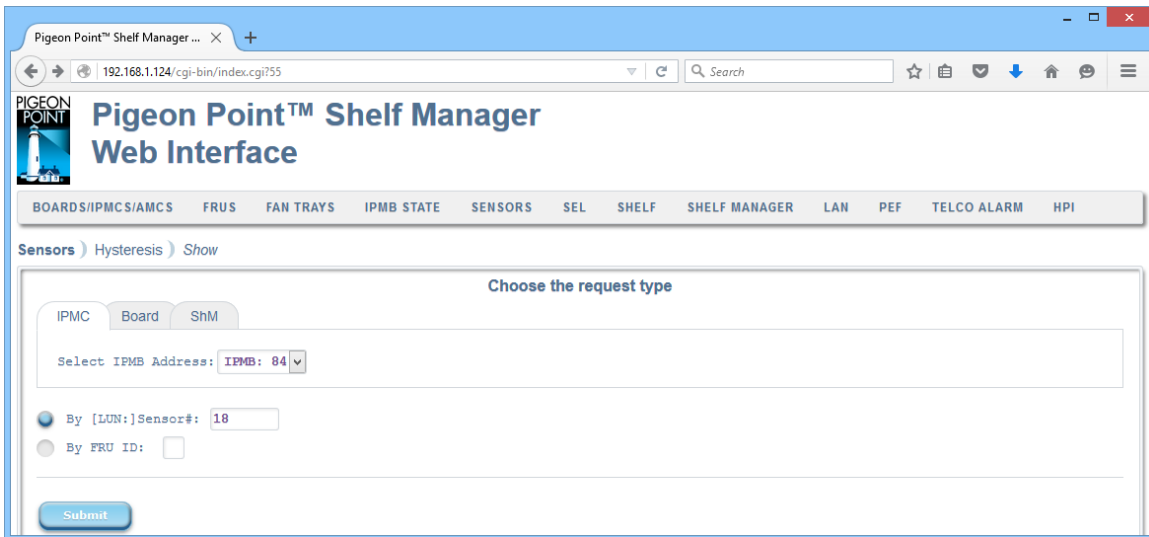 Pigeon Point™ Shelf Manager ...
192.168.1.124/cgi-bin/index.cgi?55
Search
PIGEON
POINT
Pigeon Point™ Shelf Manager
Web Interface
BOARDS/IPMCS/AMCS FRUS FAN TRAYS IPMB STATE SENSORS SEL SHELF SHELF MANAGER LAN PEF TELCO ALARM HPI
Sensors ) Hysteresis ) Show
Choose the request type
IPMC Board ShM
Select IPMB Address: IPMB: 84
By [LUN:]Sensor#: 18
By FRU ID:
Submit